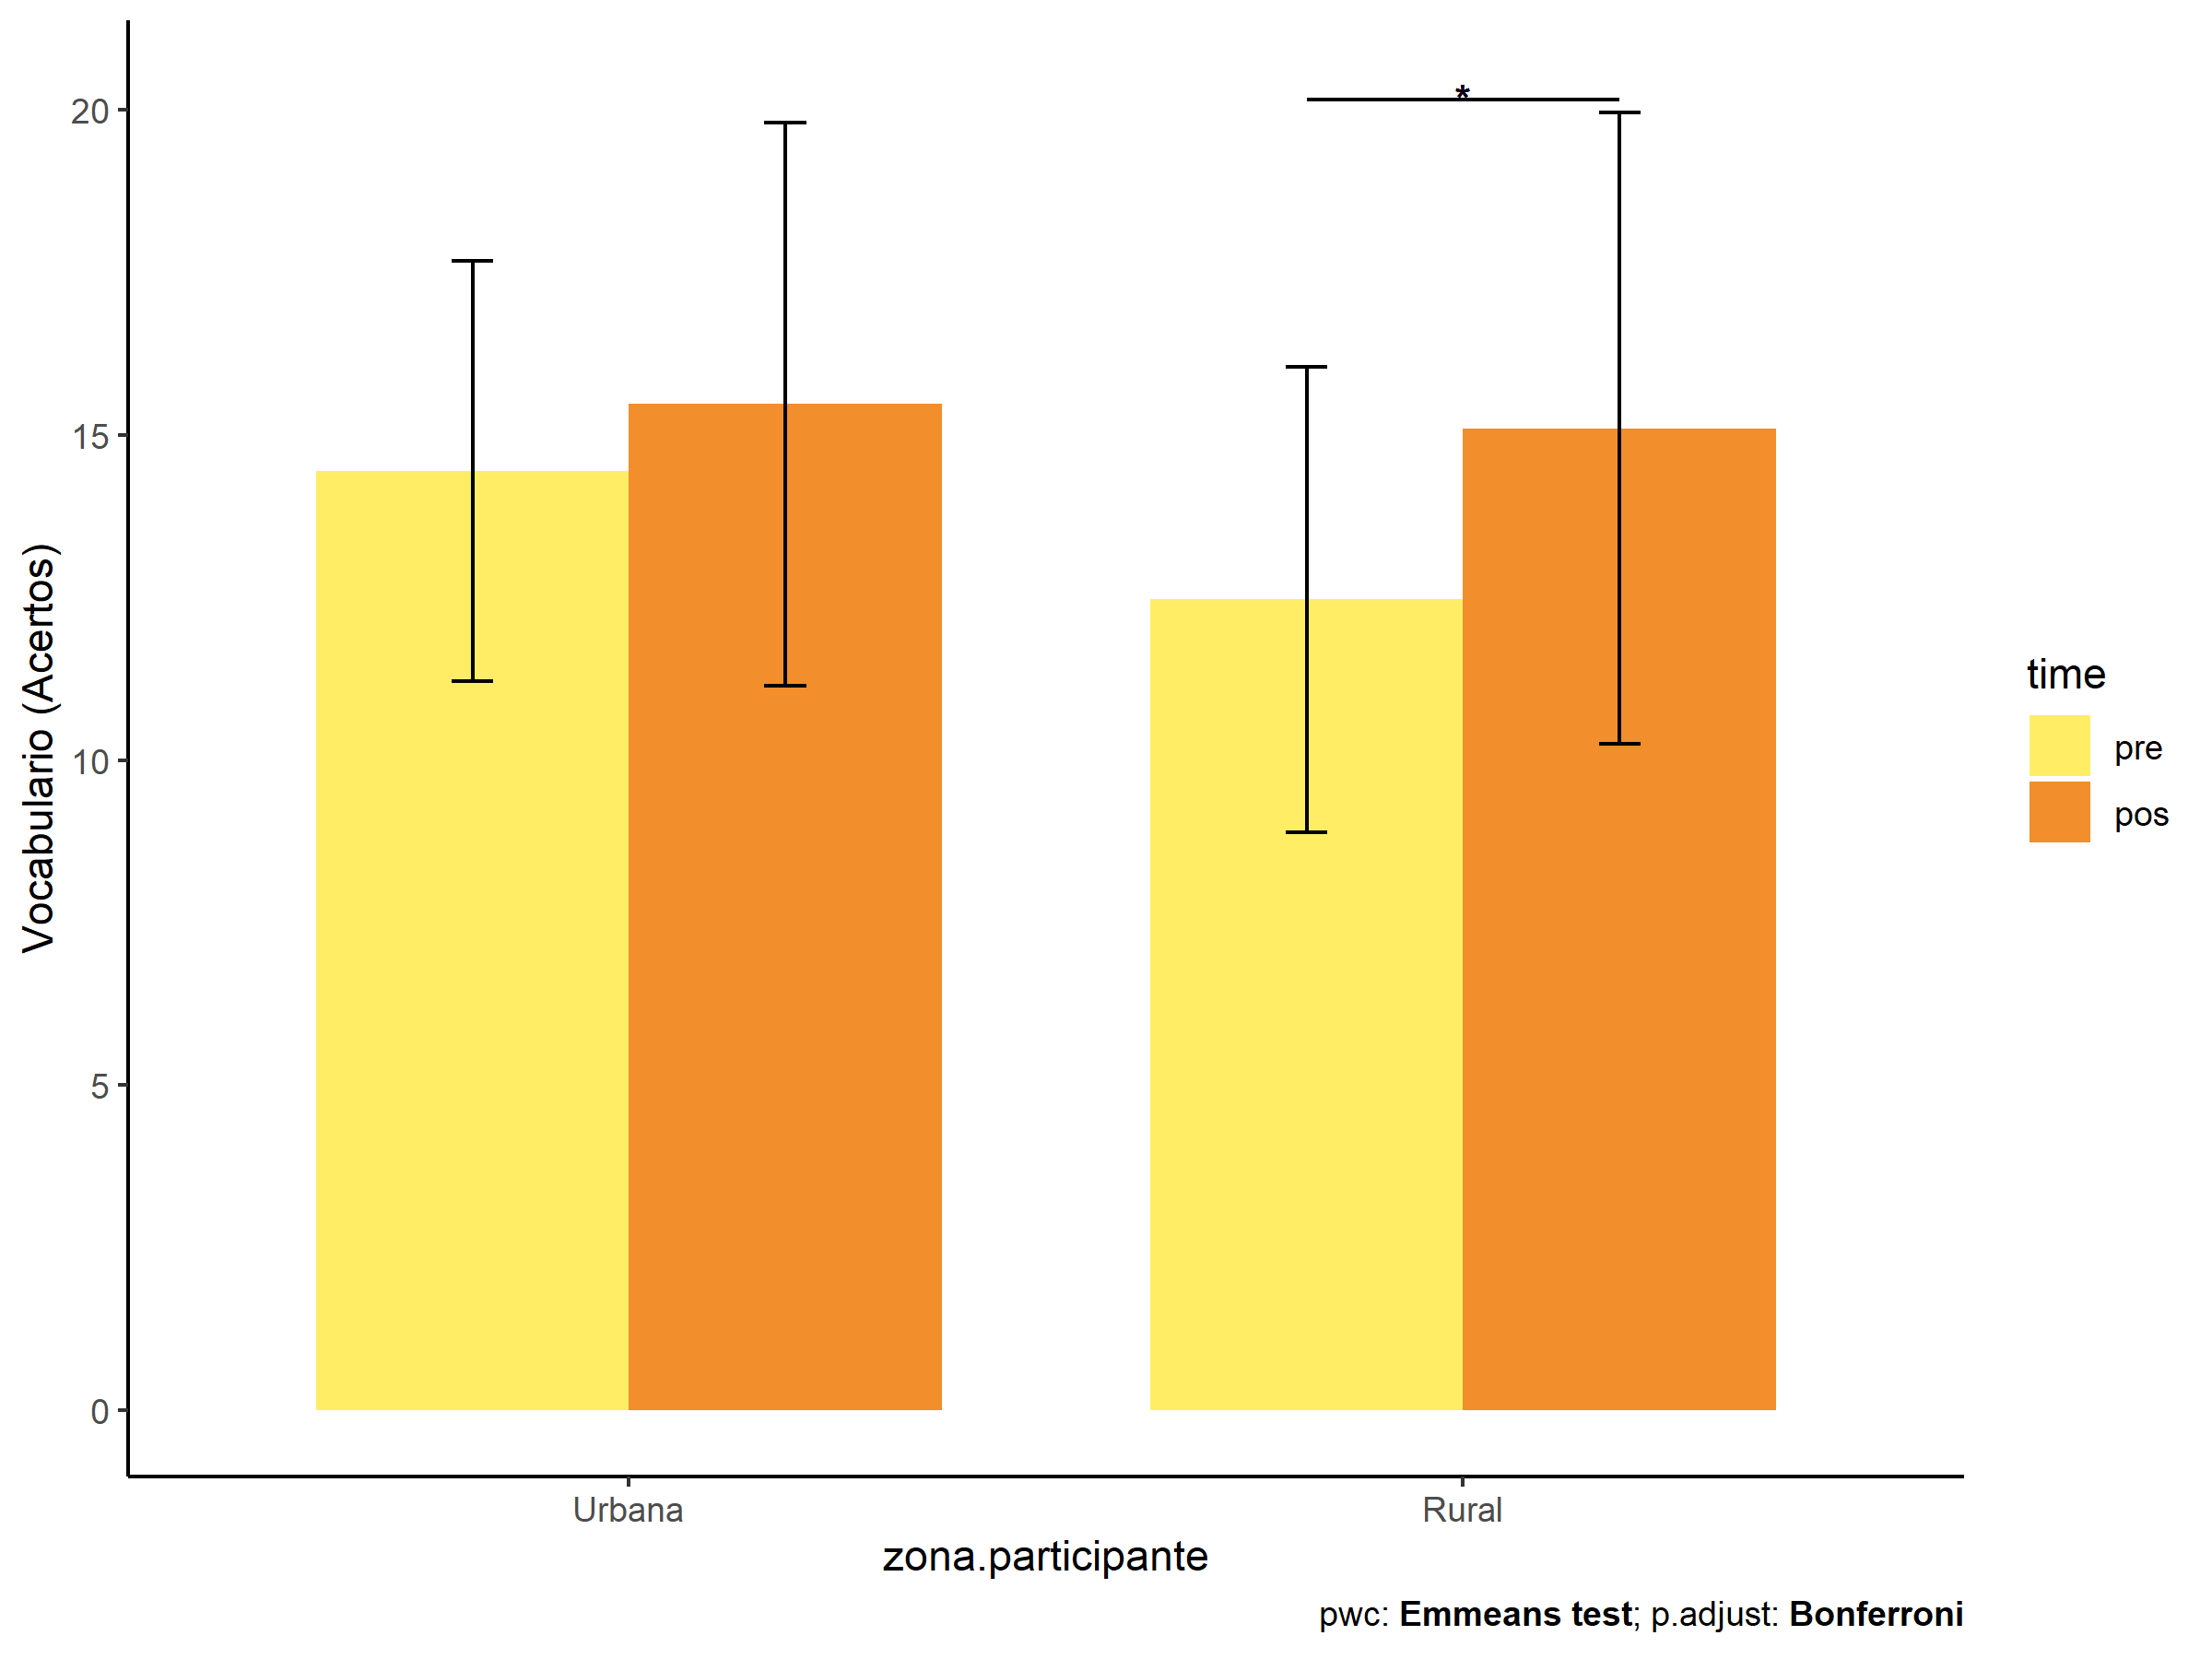 Vocabulario (Acertos)
20
15
10
5
0
*
Urbana
Rural
zona.participante
time
pre
pos
pwc: Emmeans test; p.adjust: Bonferroni